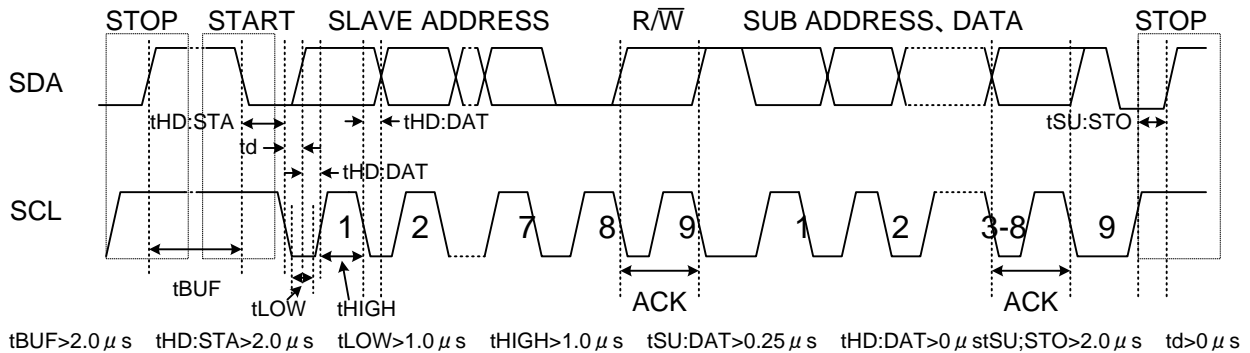 STOP START SLAVE ADDRESS R/W̅ SUB ADDRESS、DATA STOP
SDA
tHD:STA tHD:DAT tSU:STO
td
tHD:DAT
SCL 1 2 7 8 9 1 2 3-8 9
tBUF tLOW tHIGH ACK ACK
tBUF>2.0μs tHD:STA>2.0μs tLOW>1.0μs tHIGH>1.0μs tSU:DAT>0.25μs tHD:DAT>0μstSU;STO>2.0μs td>0μs